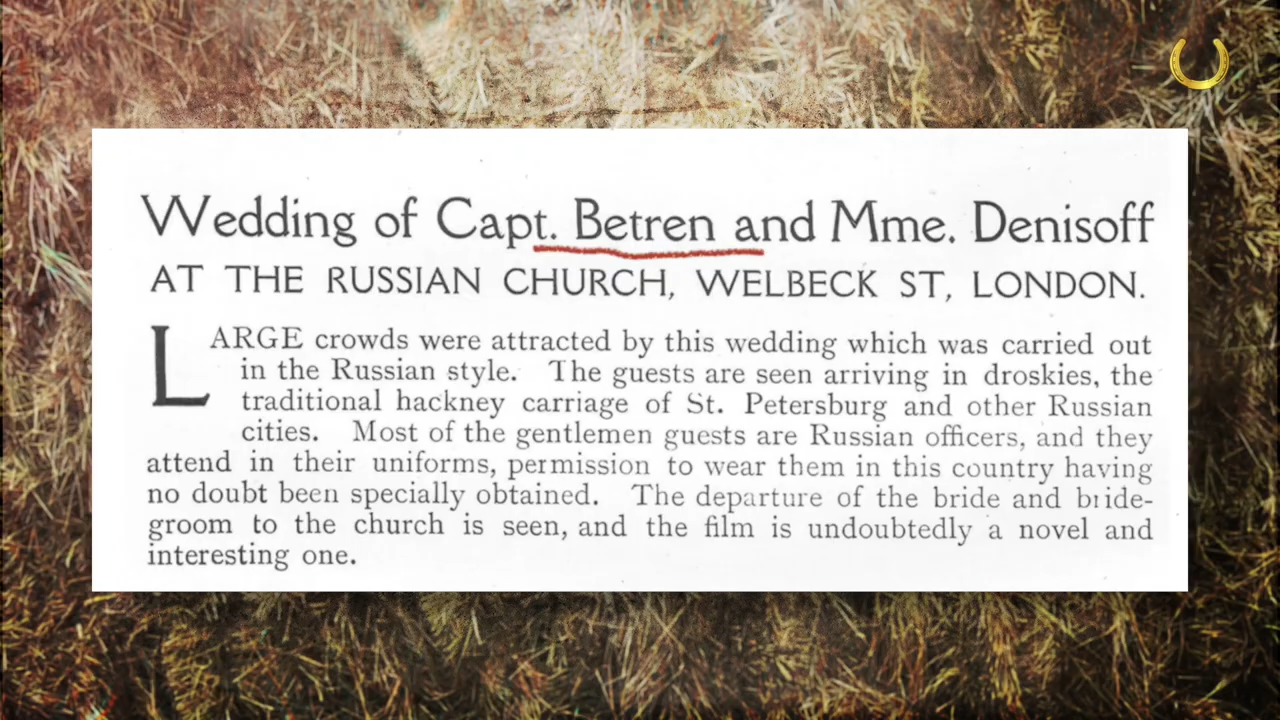 Wedding of Capt. Betren and Mme. Denisoff
AT THE RUSSIAN CHURCH, WELBECK ST, LONDON.
LARGE crowds were attracted by this wedding which was carried out
in the Russian style. The guests are seen arriving in droskies, the
traditional hackney carriage of St. Petersburg and other Russian
cities. Most of the gentlemen guests are Russian officers, and they
attend in their uniforms, permission to wear them in this country having
no doubt been specially obtained. The departure of the bride and bride-
groom to the church is seen, and the film is undoubtedly a novel and
interesting one.